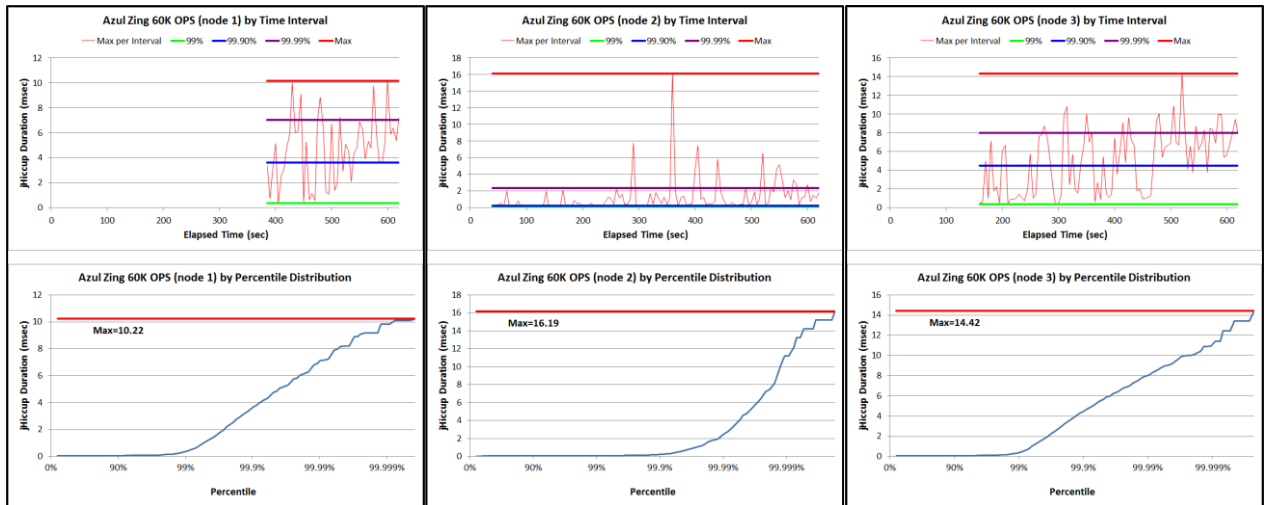 Azul Zing 60K OPS (node 1) by Time Interval
Max per Interval 99% 99.90% 99.99% Max
jHiccup Duration (msec)
12
10
8
6
4
2
0
0 100 200 300 400 500 600
Elapsed Time (sec)
Azul Zing 60K OPS (node 2) by Time Interval
Max per Interval 99% 99.90% 99.99% Max
jHiccup Duration (msec)
18
16
14
12
10
8
6
4
2
0
0 100 200 300 400 500 600
Elapsed Time (sec)
Azul Zing 60K OPS (node 3) by Time Interval
Max per Interval 99% 99.90% 99.99% Max
jHiccup Duration (msec)
16
14
12
10
8
6
4
2
0
0 100 200 300 400 500 600
Elapsed Time (sec)
Azul Zing 60K OPS (node 1) by Percentile Distribution
jHiccup Duration (msec)
12
10
8
6
4
2
0
Max=10.22
0% 90% 99% 99.9% 99.99% 99.999%
Percentile
Azul Zing 60K OPS (node 2) by Percentile Distribution
jHiccup Duration (msec)
18
16
14
12
10
8
6
4
2
0
Max=16.19
0% 90% 99% 99.9% 99.99% 99.999%
Percentile
Azul Zing 60K OPS (node 3) by Percentile Distribution
jHiccup Duration (msec)
16
14
12
10
8
6
4
2
0
Max=14.42
0% 90% 99% 99.9% 99.99% 99.999%
Percentile